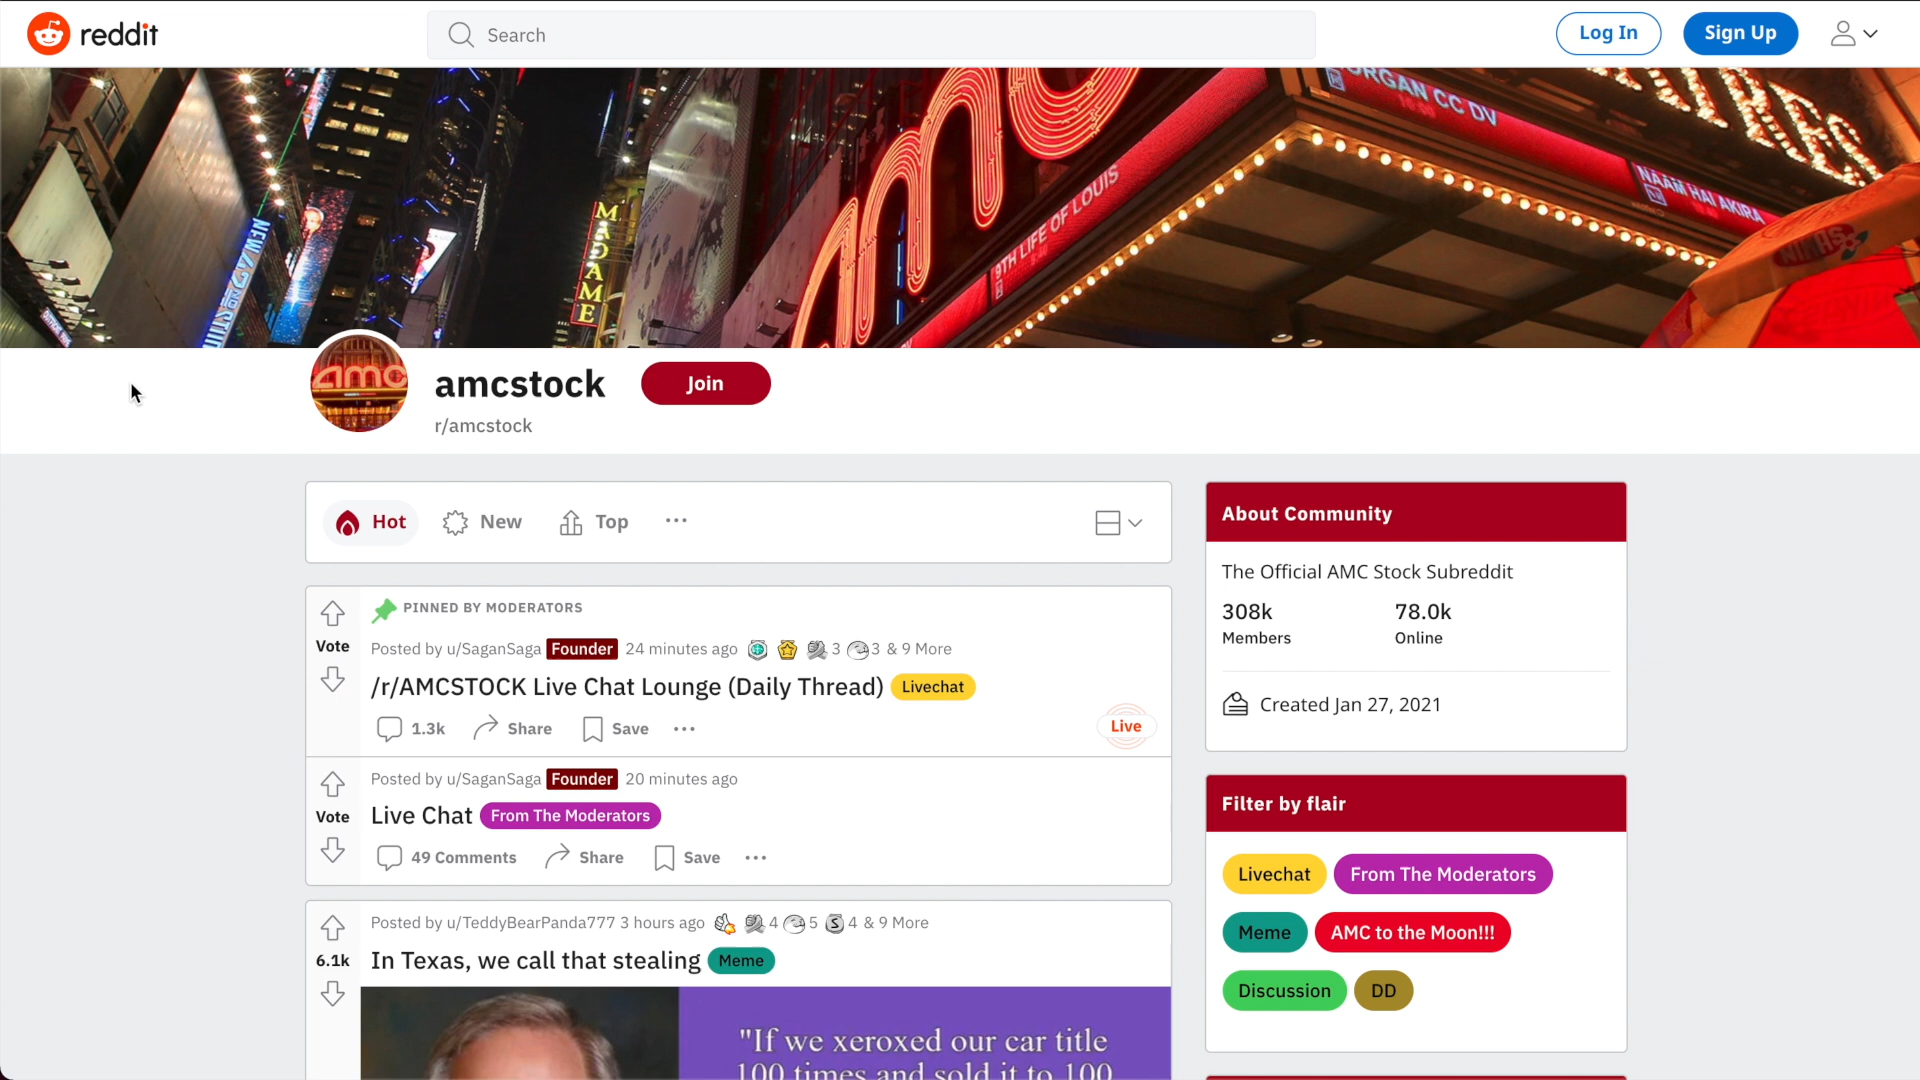 reddit
Search
Log In
Sign Up
MORGAN CC DV
9TH LIFE OF LOUIS
NAAM HAI AKIRA
MADAME
NEW 42
amc
amcstock
Join
r/amcstock
Hot
New
Top
PINNED BY MODERATORS
Vote
Posted by u/SaganSaga Founder 24 minutes ago 3 3 & 9 More
/r/AMCSTOCK Live Chat Lounge (Daily Thread) Livechat
1.3k Share Save
Live
Posted by u/SaganSaga Founder 20 minutes ago
Vote
Live Chat From The Moderators
49 Comments Share Save
Posted by u/TeddyBearPanda777 3 hours ago 4 5 S 4 & 9 More
6.1k
In Texas, we call that stealing Meme
"If we xeroxed our car title
100 times and sold it to 100
About Community
The Official AMC Stock Subreddit
308k 78.0k
Members Online
Created Jan 27, 2021
Filter by flair
Livechat From The Moderators
Meme AMC to the Moon!!!
Discussion DD